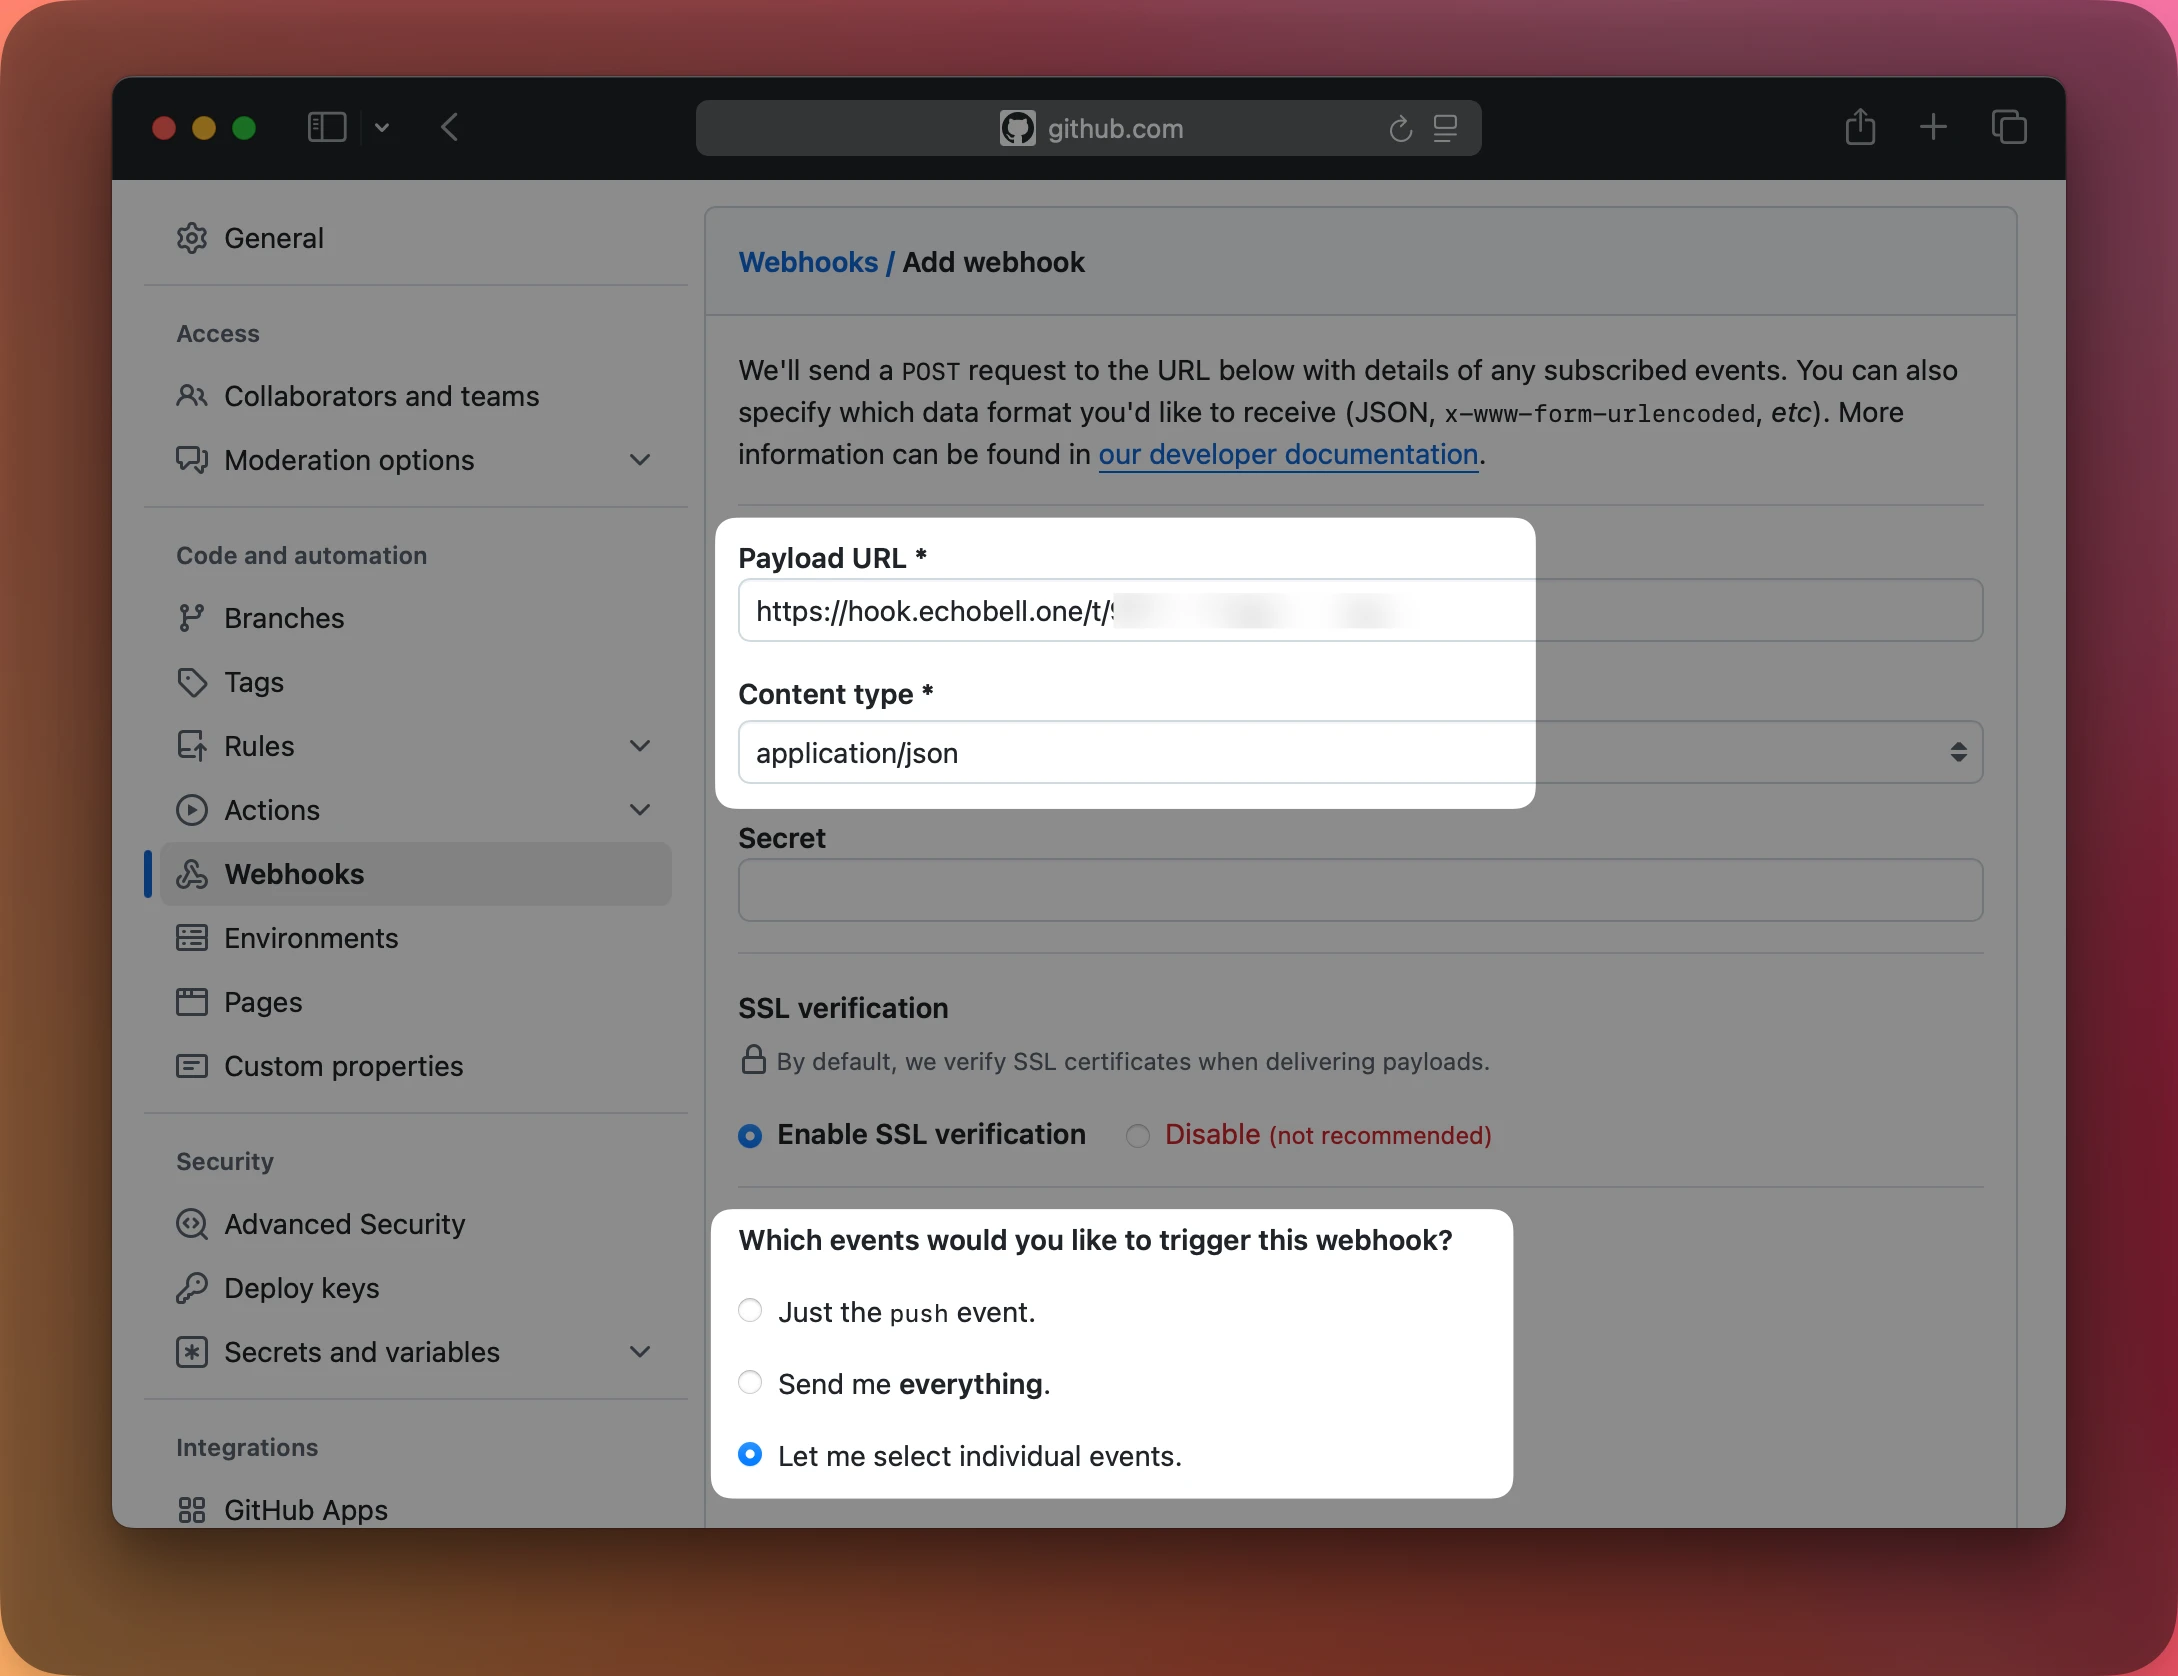 github.com
General
Access
Collaborators and teams
Moderation options
Code and automation
Branches
Tags
Rules
Actions
Webhooks
Environments
Pages
Custom properties
Security
Advanced Security
Deploy keys
Secrets and variables
Integrations
GitHub Apps
Webhooks / Add webhook
We'll send a POST request to the URL below with details of any subscribed events. You can also
specify which data format you'd like to receive (JSON, x-www-form-urlencoded, etc). More
information can be found in our developer documentation.
Payload URL *
https://hook.echobell.one/t/
Content type *
application/json
Secret
SSL verification
By default, we verify SSL certificates when delivering payloads.
Enable SSL verification Disable (not recommended)
Which events would you like to trigger this webhook?
Just the push event.
Send me everything.
Let me select individual events.